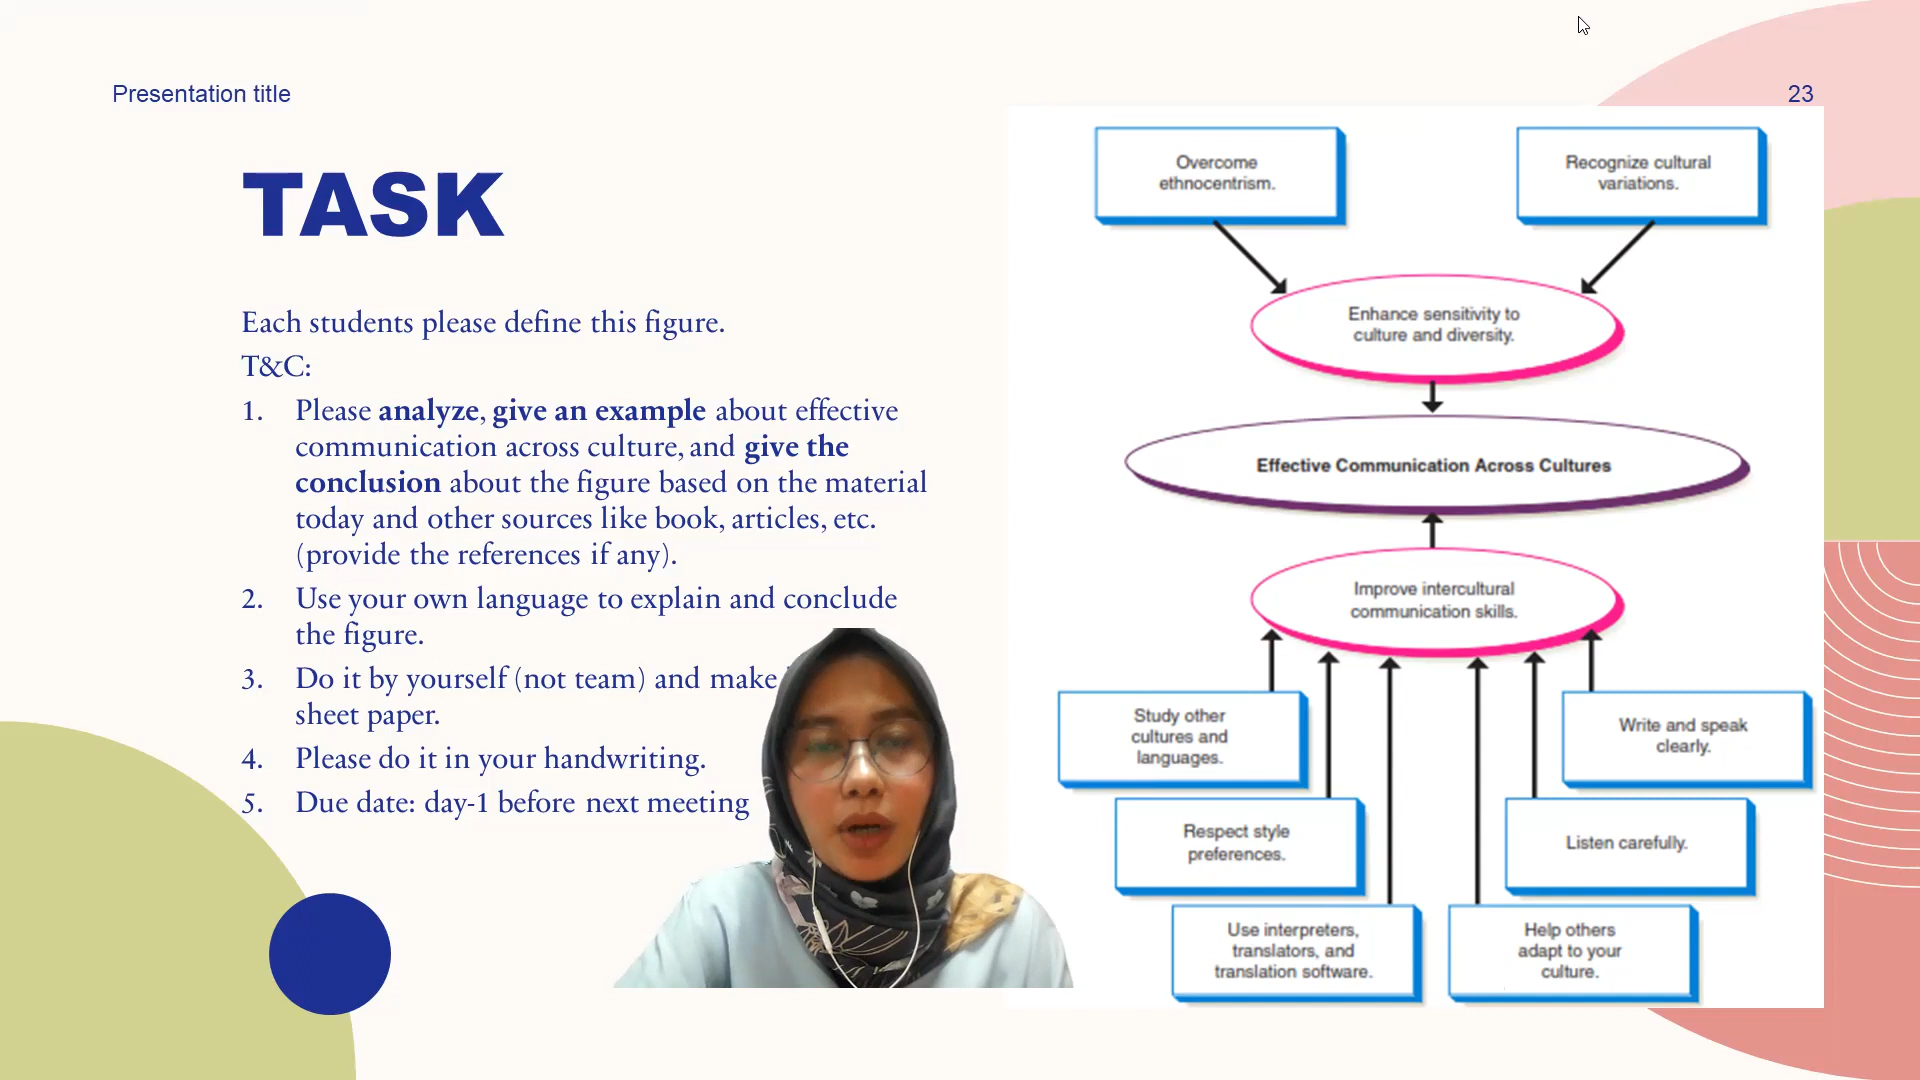 Presentation title
23
TASK
Each students please define this figure.
T&C:
1. Please analyze, give an example about effective
communication across culture, and give the
conclusion about the figure based on the material
today and other sources like book, articles, etc.
(provide the references if any).
2. Use your own language to explain and conclude
the figure.
3. Do it by yourself (not team) and make
sheet paper.
4. Please do it in your handwriting.
5. Due date: day-1 before next meeting
Overcome
ethnocentrism.
Recognize cultural
variations.
Enhance sensitivity to
culture and diversity.
Effective Communication Across Cultures
Improve intercultural
communication skills.
Study other
cultures and
languages.
Write and speak
clearly.
Respect style
preferences.
Listen carefully.
Use interpreters,
translators, and
translation software.
Help others
adapt to your
culture.